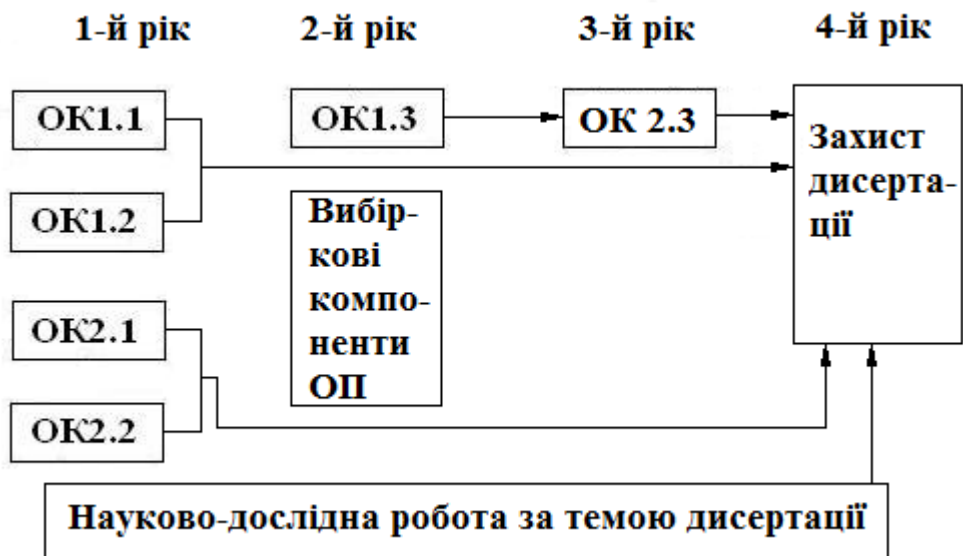 1-й рік 2-й рік 3-й рік 4-й рік
ОК1.1
ОК1.3
ОК 2.3
Захист
дисерта-
ції
ОК1.2
Вибір-
кові
компо-
ненти
ОП
ОК2.1
ОК2.2
Науково-дослідна робота за темою дисертації